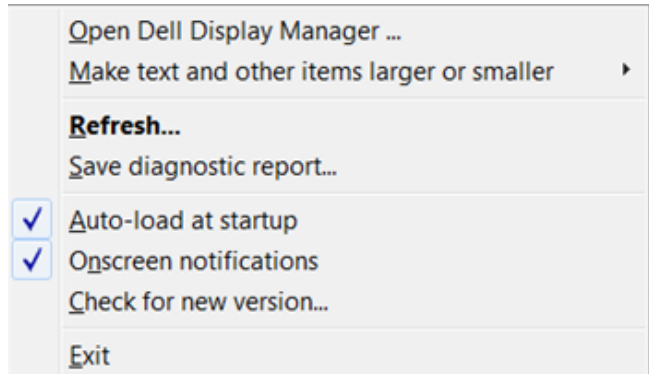 Open Dell Display Manager ...
Make text and other items larger or smaller
Refresh...
Save diagnostic report...
Auto-load at startup
Onscreen notifications
Check for new version...
Exit